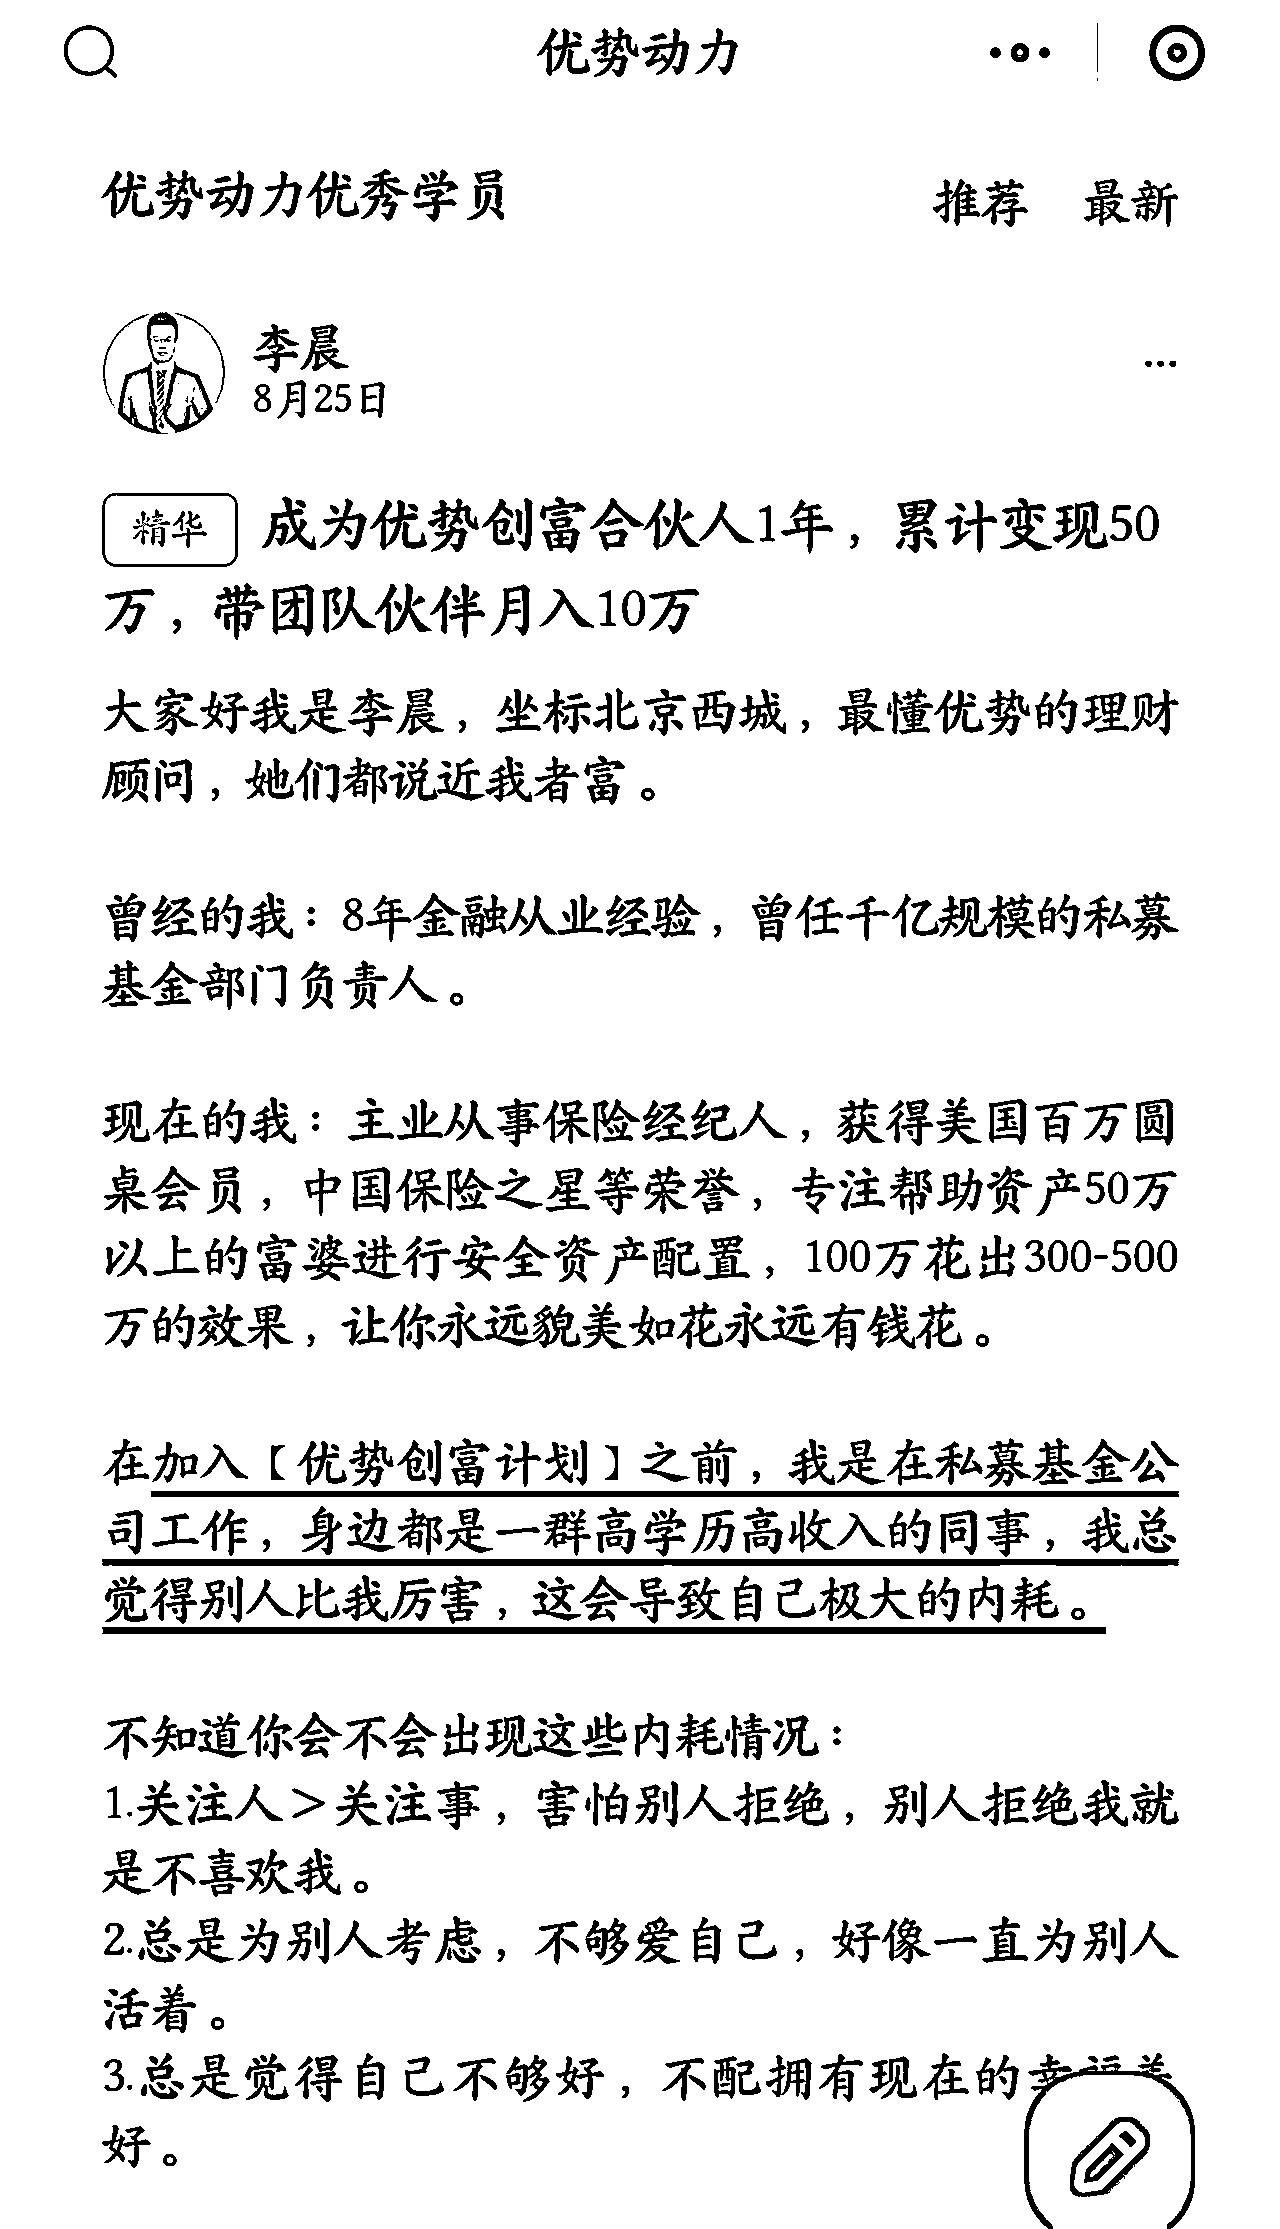 优势动力
优势动力优秀学员
推荐 最新
李晨
8月25日
精华 成为优势创富合伙人1年，累计变现50
万，带团队伙伴月入10万
大家好我是李晨，坐标北京西城，最懂优势的理财
顾问，她们都说近我者富。
曾经的我：8年金融从业经验，曾任千亿规模的私募
基金部门负责人。
现在的我：主业从事保险经纪人，获得美国百万圆
桌会员，中国保险之星等荣誉，专注帮助资产50万
以上的富婆进行安全资产配置，100万花出300-500
万的效果，让你永远貌美如花永远有钱花。
在加入【优势创富计划】之前，我是在私募基金公
司工作，身边都是一群高学历高收入的同事，我总
觉得别人比我厉害，这会导致自己极大的内耗。
不知道你会不会出现这些内耗情况：
1.关注人＞关注事，害怕别人拒绝，别人拒绝我就
是不喜欢我。
2.总是为别人考虑，不够爱自己，好像一直为别人
活着。
3.总是觉得自己不够好，不配拥有现在的幸福美
好。